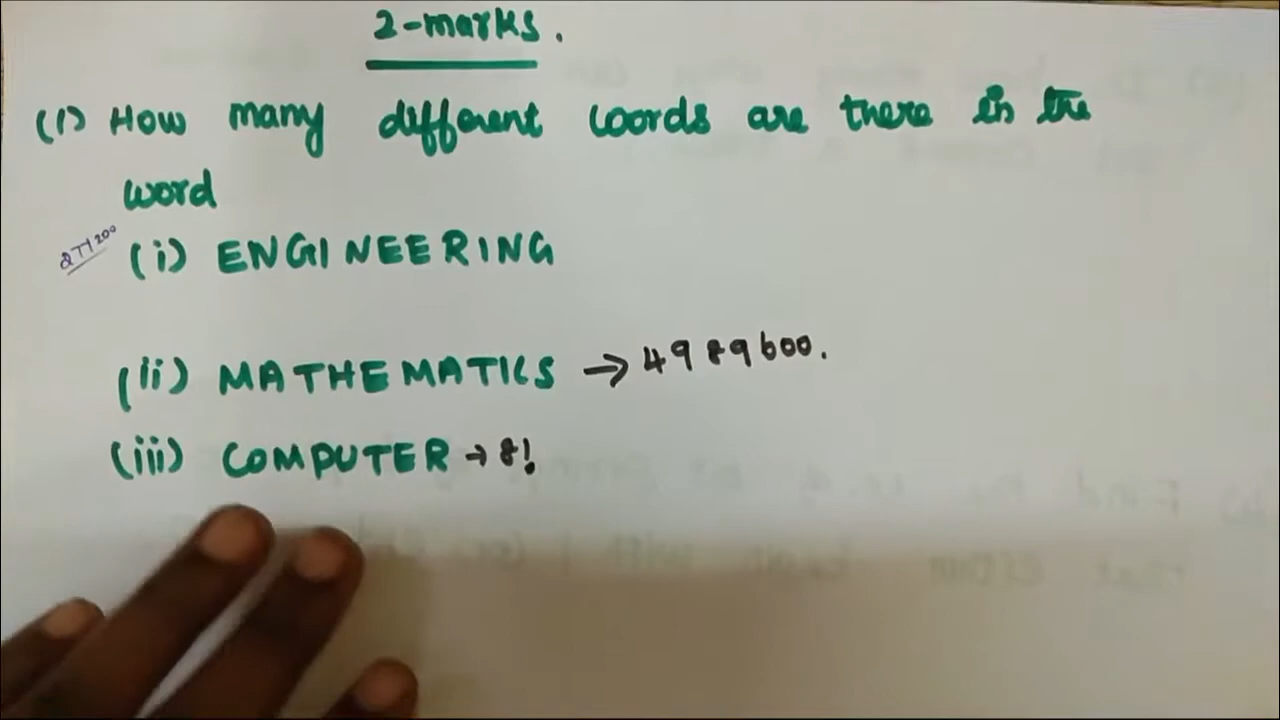 2-marks.
(1) How many different words are there in the
word
277200
(i) ENGINEERING
(ii) MATHEMATICS → 4989600.
(iii) COMPUTER → 8!